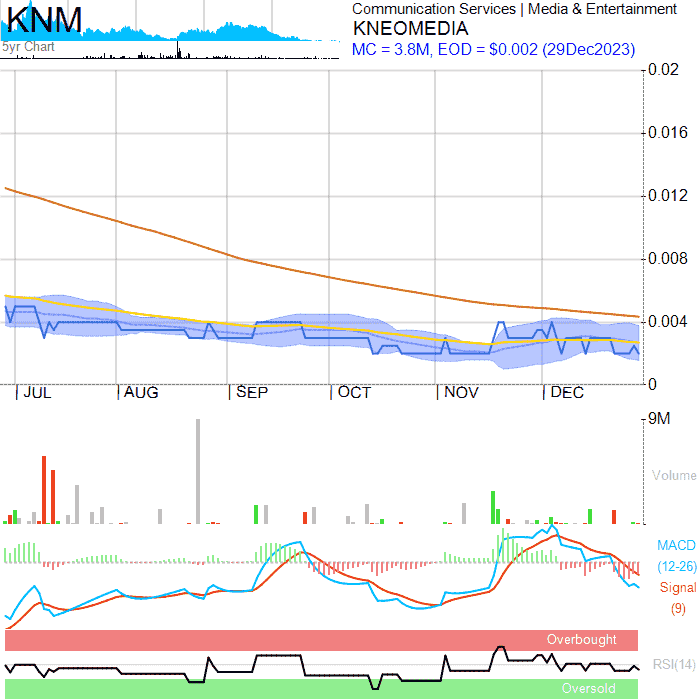 KNM
5yr Chart
Communication Services | Media & Entertainment
KNEOMEDIA
MC = 3.8M, EOD = $0.002 (29Dec2023)
0.02
0.016
0.012
0.008
0.004
0
JUL AUG SEP OCT NOV DEC
9M
Volume
MACD
(12-26)
Signal
(9)
Overbought
RSI(14)
Oversold